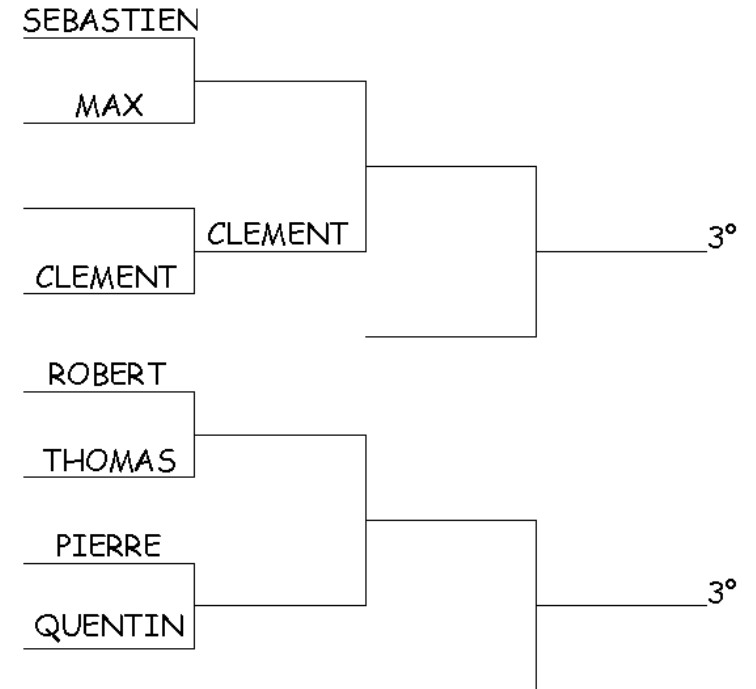 SEBASTIEN
MAX
CLEMENT
3°
CLEMENT
ROBERT
THOMAS
PIERRE
3°
QUENTIN